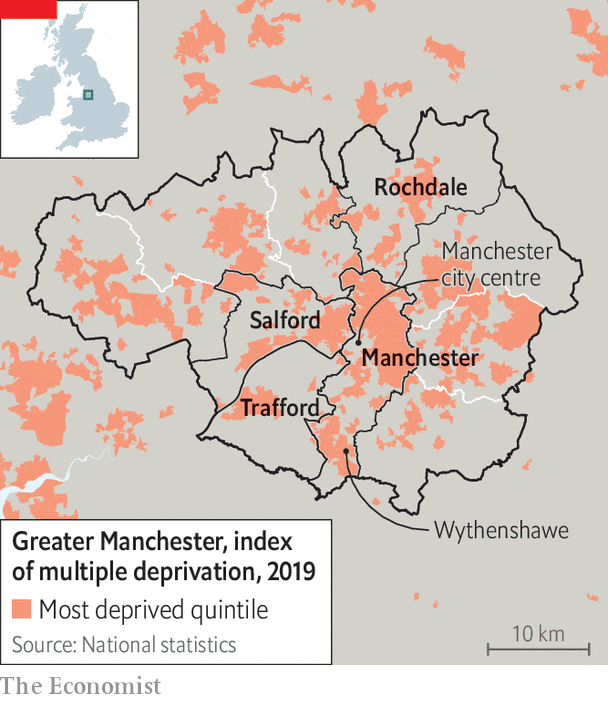 Rochdale
Manchester
city centre
Salford
Manchester
Trafford
Wythenshawe
Greater Manchester, index
of multiple deprivation, 2019
Most deprived quintile
Source: National statistics
10 km
The Economist